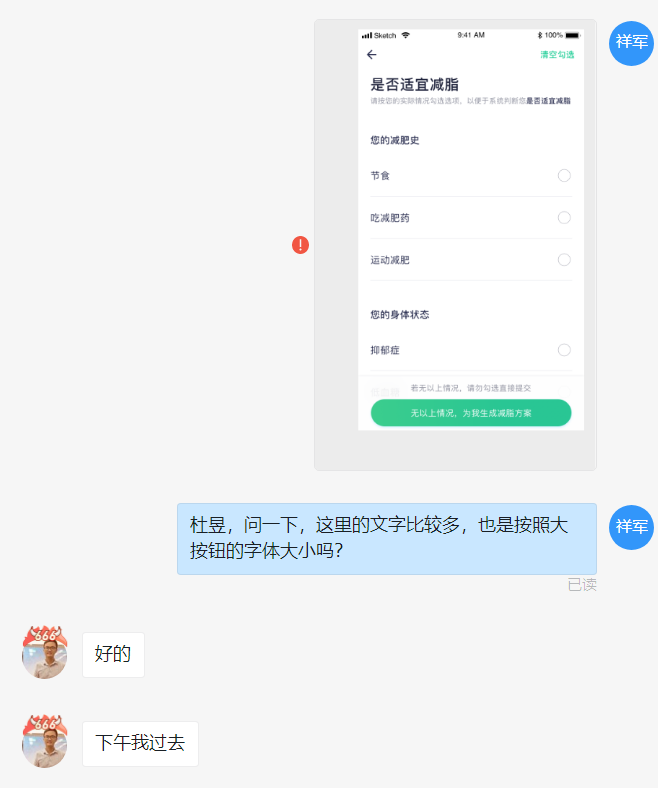 祥军
Sketch 9:41 AM 100%
清空勾选
是否适宜减脂
请按您的实际情况勾选选项，以便于系统判断您是否适宜减脂
您的减肥史
节食
吃减肥药
运动减肥
您的身体状态
抑郁症
若无以上情况，请勿勾选直接提交
无以上情况，为我生成减脂方案
!
杜昱，问一下，这里的文字比较多，也是按照大
按钮的字体大小吗？
祥军
已读
666
好的
666
下午我过去